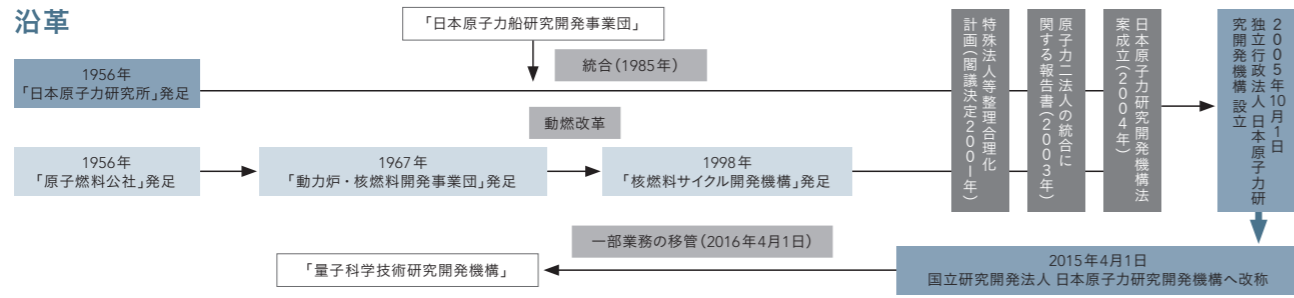 沿革
「日本原子力船研究開発事業団」
統合（1985年）
1956年
「日本原子力研究所」発足
動燃改革
1956年
「原子燃料公社」発足
1967年
「動力炉・核燃料開発事業団」発足
1998年
「核燃料サイクル開発機構」発足
特殊法人等整理合理化
計画（閣議決定2001年）
原子力二法人の統合に
関する報告書（2003年）
日本原子力研究開発機構法
案成立（2004年）
2005年10月1日
独立行政法人 日本原子力研
究開発機構 設立
一部業務の移管（2016年4月1日）
「量子科学技術研究開発機構」
2015年4月1日
国立研究開発法人 日本原子力研究開発機構へ改称